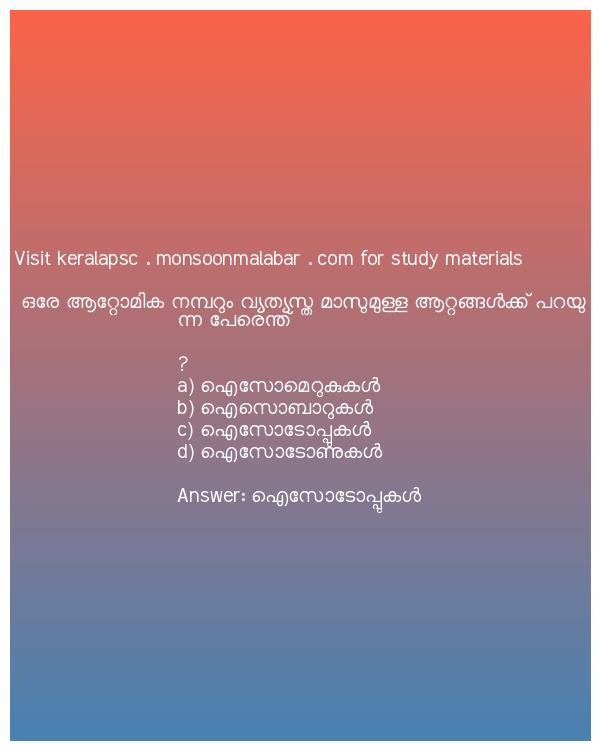 Visit keralapsc . monsoonmalabar . com for study materials
ഒരേ ആറ്റോമിക നമ്പറും വ്യത്യസ്ത മാസുമുള്ള ആറ്റങ്ങൾക്ക് പറയു
ന്ന പേരെന്ത്
?
a) ഐസോമെറുകുകൾ
b) ഐസൊബാറുകൾ
c) ഐസോടോപ്പുകൾ
d) ഐസോടോണുകൾ
Answer: ഐസോടോപ്പുകൾ